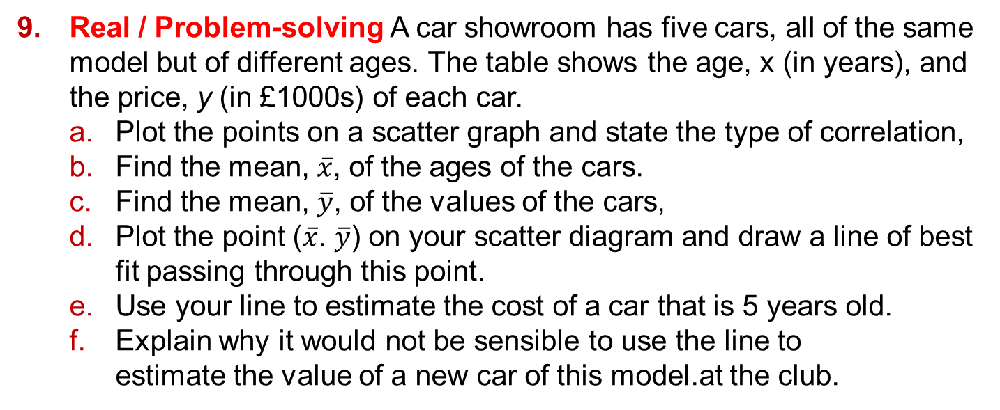 9. Real / Problem-solving A car showroom has five cars, all of the same
model but of different ages. The table shows the age, x (in years), and
the price, y (in £1000s) of each car.
a. Plot the points on a scatter graph and state the type of correlation,
b. Find the mean, x̄, of the ages of the cars.
c. Find the mean, ȳ, of the values of the cars,
d. Plot the point (x̄. ȳ) on your scatter diagram and draw a line of best
fit passing through this point.
e. Use your line to estimate the cost of a car that is 5 years old.
f. Explain why it would not be sensible to use the line to
estimate the value of a new car of this model.at the club.